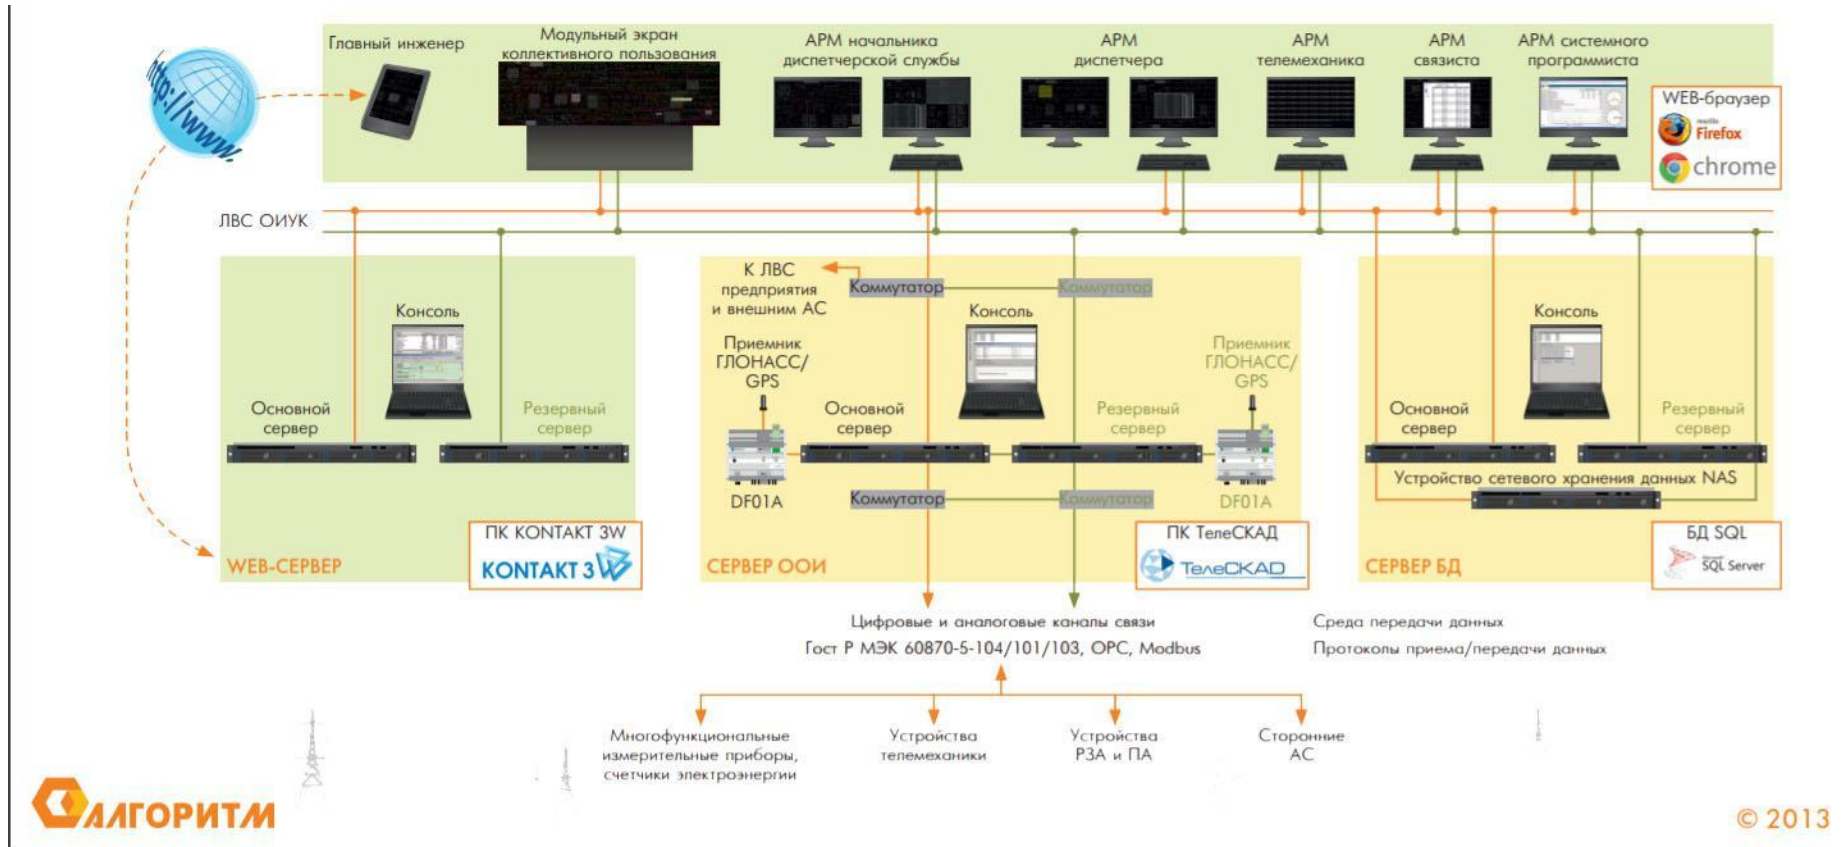 http://www.
Главный инженер
Модульный экран
коллективного пользования
АРМ начальника
диспетчерской службы
АРМ
диспетчера
АРМ
телемеханика
АРМ
связиста
АРМ системного
программиста
WEB-браузер
mozilla
Firefox
chrome
ЛВС ОИУК
Консоль
Основной
сервер
Резервный
сервер
ПК KONTAKT 3W
KONTAKT 3W
WEB-СЕРВЕР
К ЛВС
предприятия
и внешним АС
Коммутатор
Коммутатор
Консоль
Приемник
ГЛОНАСС/
GPS
Приемник
ГЛОНАСС/
GPS
Основной
сервер
Резервный
сервер
DF01A
Коммутатор
Коммутатор
DF01A
ПК ТелеСКАД
ТелеСКАД
СЕРВЕР ООИ
Консоль
Основной
сервер
Резервный
сервер
Устройство сетевого хранения данных NAS
БД SQL
Microsoft
SQL Server
СЕРВЕР БД
Цифровые и аналоговые каналы связи
Среда передачи данных
Гост Р МЭК 60870-5-104/101/103, OPC, Modbus
Протоколы приема/передачи данных
Многофункциональные
измерительные приборы,
счетчики электроэнергии
Устройства
телемеханики
Устройства
РЗА и ПА
Сторонние
АС
АЛГОРИТМ
© 2013